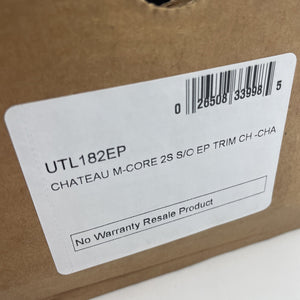 0 26508 33998 5
UTL182EP
CHATEAU M-CORE 2S S/O EP TRIM CH -CHA
No Warranty Resale Product